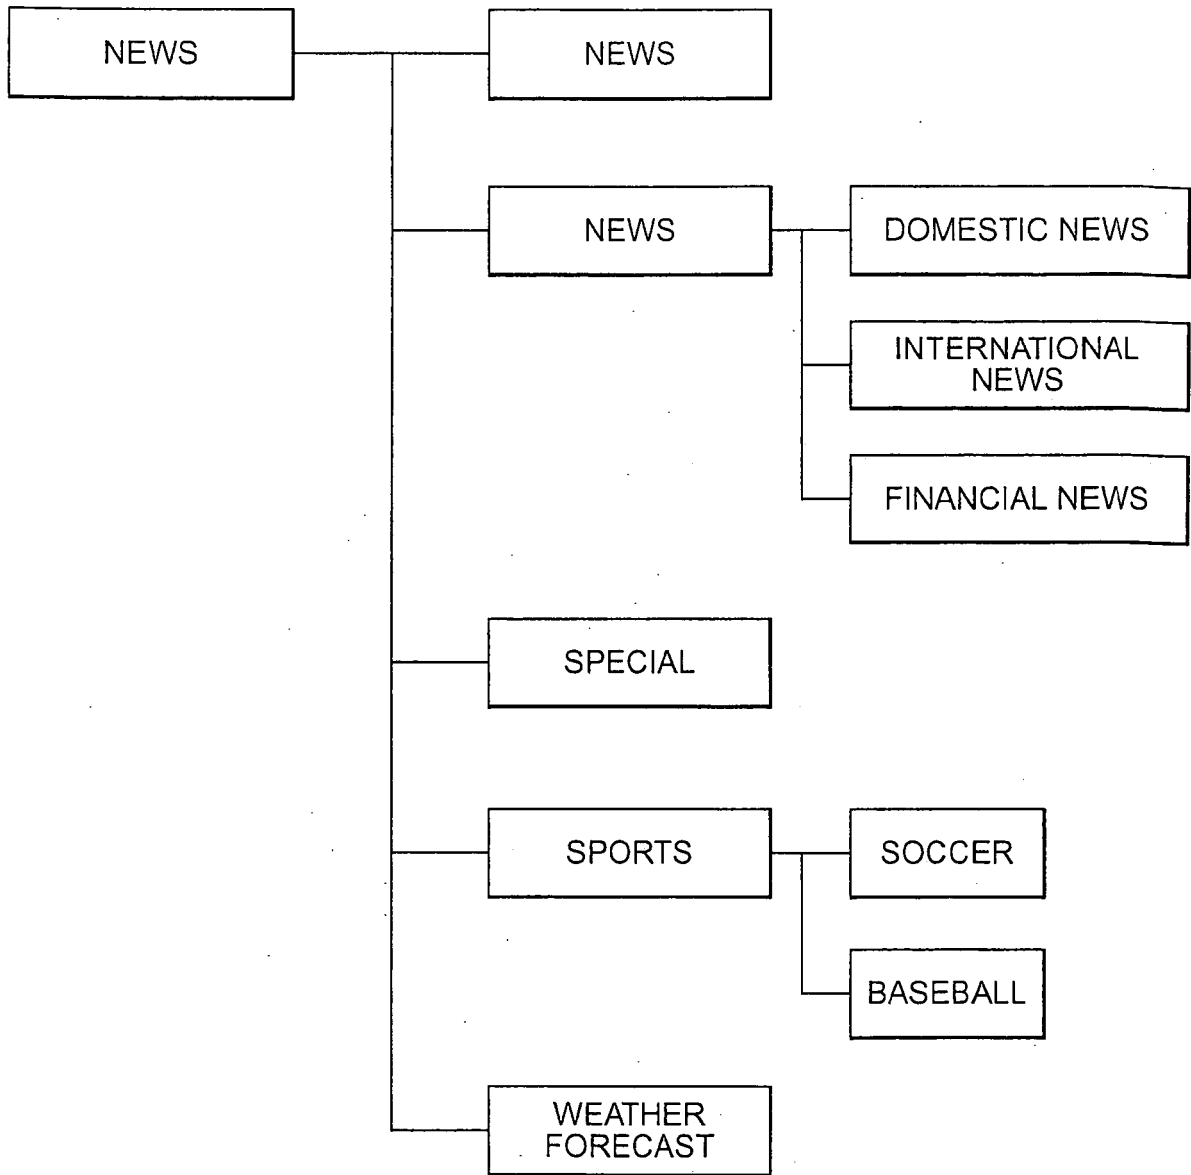 NEWS
NEWS
NEWS
DOMESTIC NEWS
INTERNATIONAL
NEWS
FINANCIAL NEWS
SPECIAL
SPORTS
SOCCER
BASEBALL
WEATHER
FORECAST